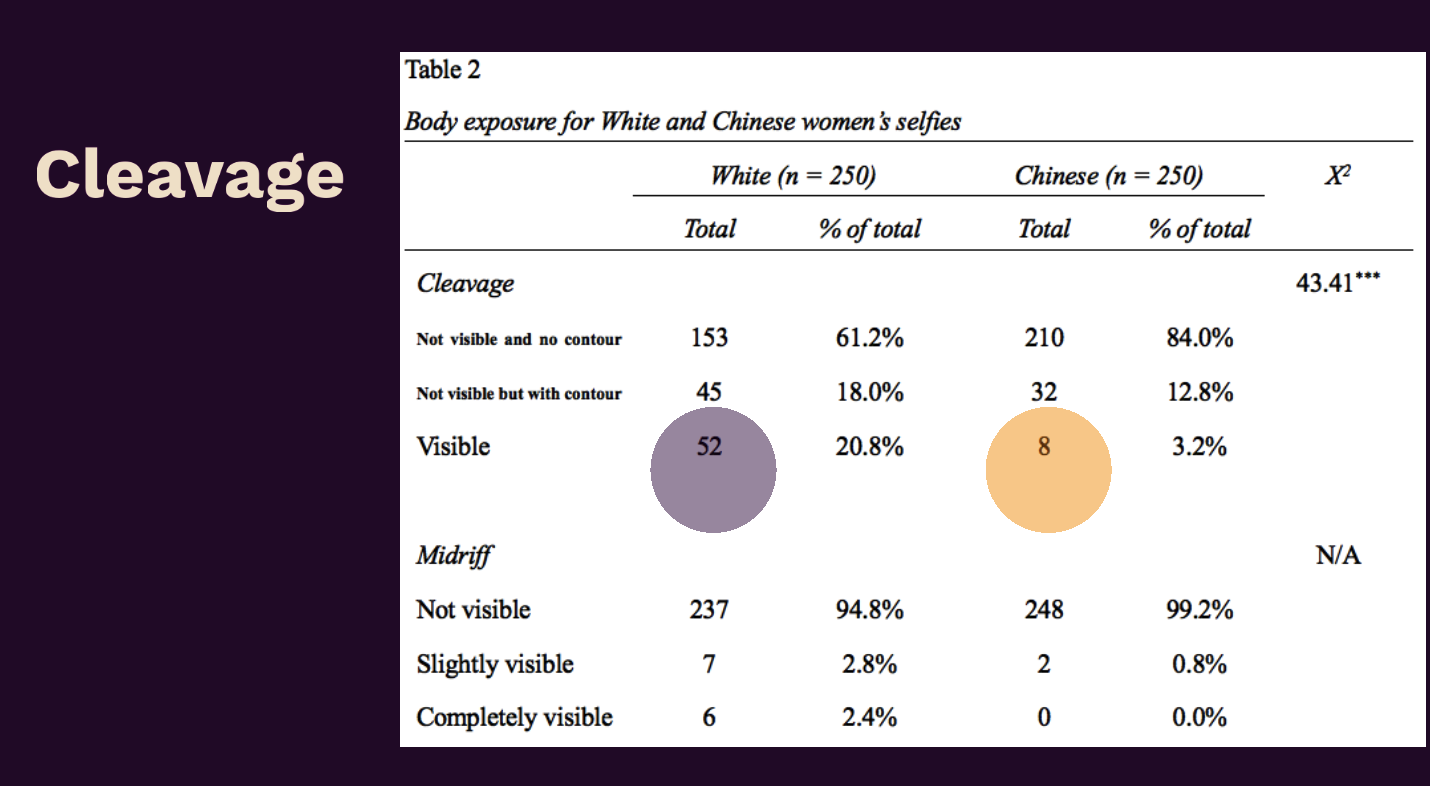 Cleavage
Table 2
Body exposure for White and Chinese women's selfies
White (n = 250) Chinese (n = 250) X²
Total % of total Total % of total
Cleavage 43.41***
Not visible and no contour 153 61.2% 210 84.0%
Not visible but with contour 45 18.0% 32 12.8%
Visible 52 20.8% 8 3.2%
Midriff N/A
Not visible 237 94.8% 248 99.2%
Slightly visible 7 2.8% 2 0.8%
Completely visible 6 2.4% 0 0.0%